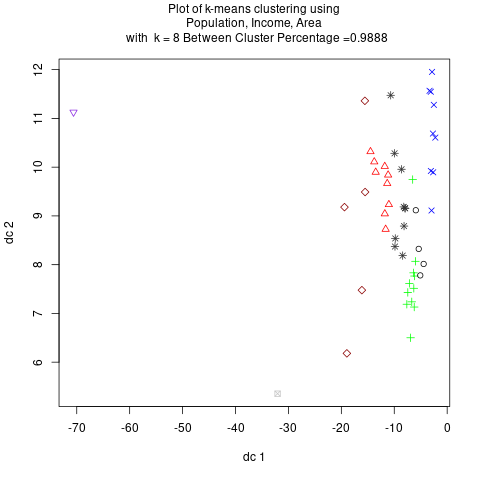 Plot of k-means clustering using
Population, Income, Area
with k = 8 Between Cluster Percentage =0.9888
12
11
10
9
8
7
6
dc 2
-70 -60 -50 -40 -30 -20 -10 0
dc 1